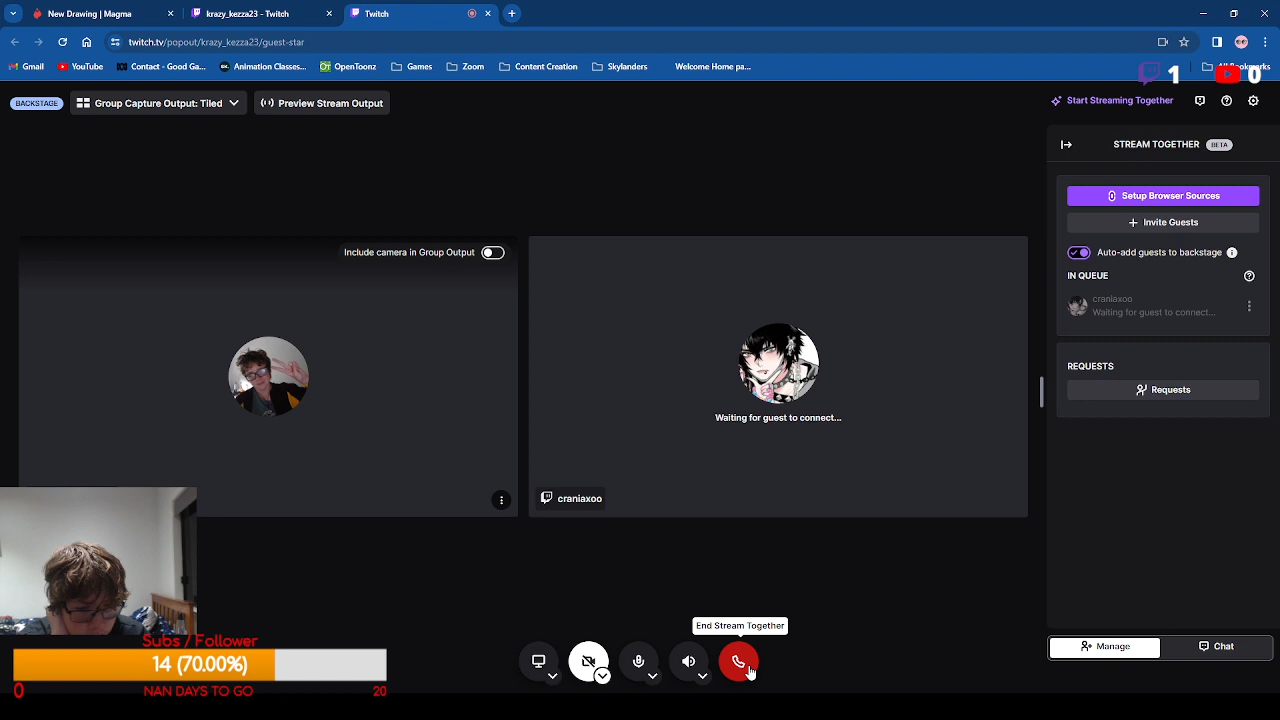 New Drawing | Magma
krazy_kezza23 - Twitch
Twitch
twitch.tv/popout/krazy_kezza23/guest-star
Gmail
YouTube
Contact - Good Ga...
Animation Classes...
OpenToonz
Games
Zoom
Content Creation
Skylanders
Welcome Home pa...
All Bookmarks
1
0
BACKSTAGE
Group Capture Output: Tiled
Preview Stream Output
Start Streaming Together
STREAM TOGETHER BETA
Setup Browser Sources
Invite Guests
Auto-add guests to backstage
IN QUEUE
craniaxoo
Waiting for guest to connect...
REQUESTS
Requests
Include camera in Group Output
Waiting for guest to connect...
craniaxoo
End Stream Together
Manage
Chat
Subs / Follower
14 (70.00%)
0
NAN DAYS TO GO
20